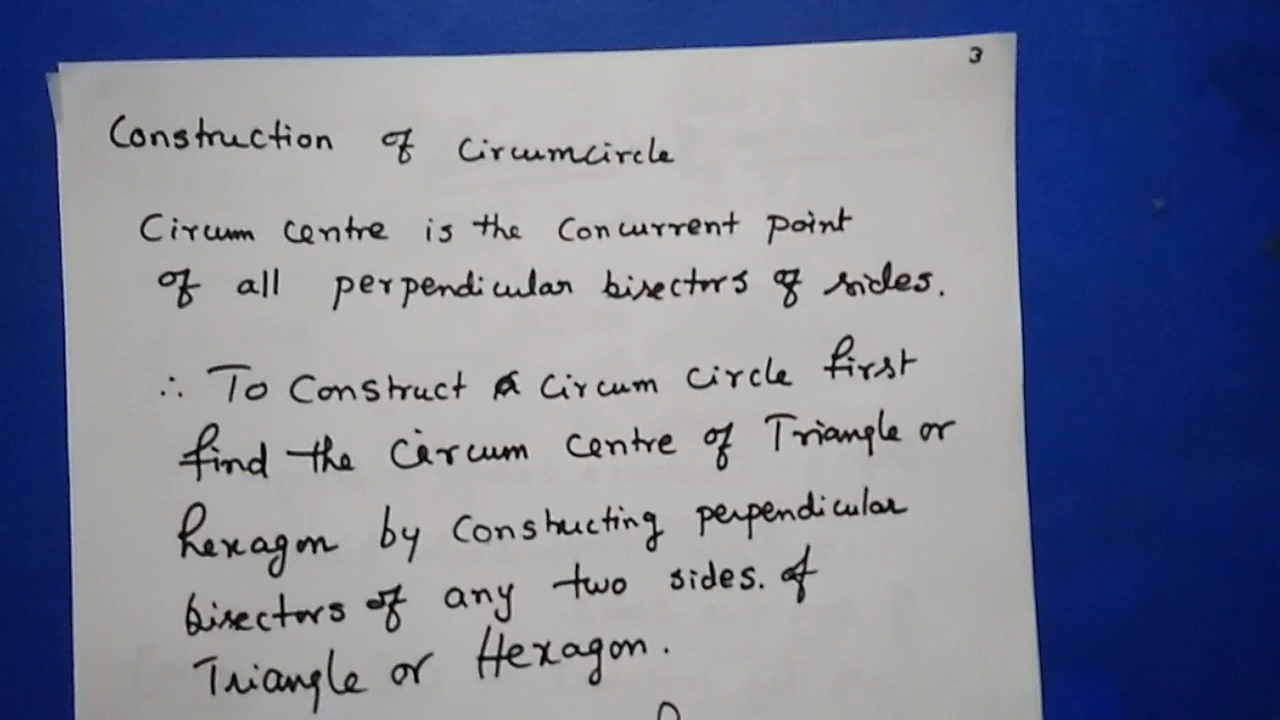 3
Construction of Circumcircle
Circum centre is the Concurrent point
of all perpendicular bisectors of sides.
∴ To Construct a Circum Circle first
find the Circum Centre of Triangle or
hexagon by Constructing perpendicular
bisectors of any two sides. of
Triangle or Hexagon.